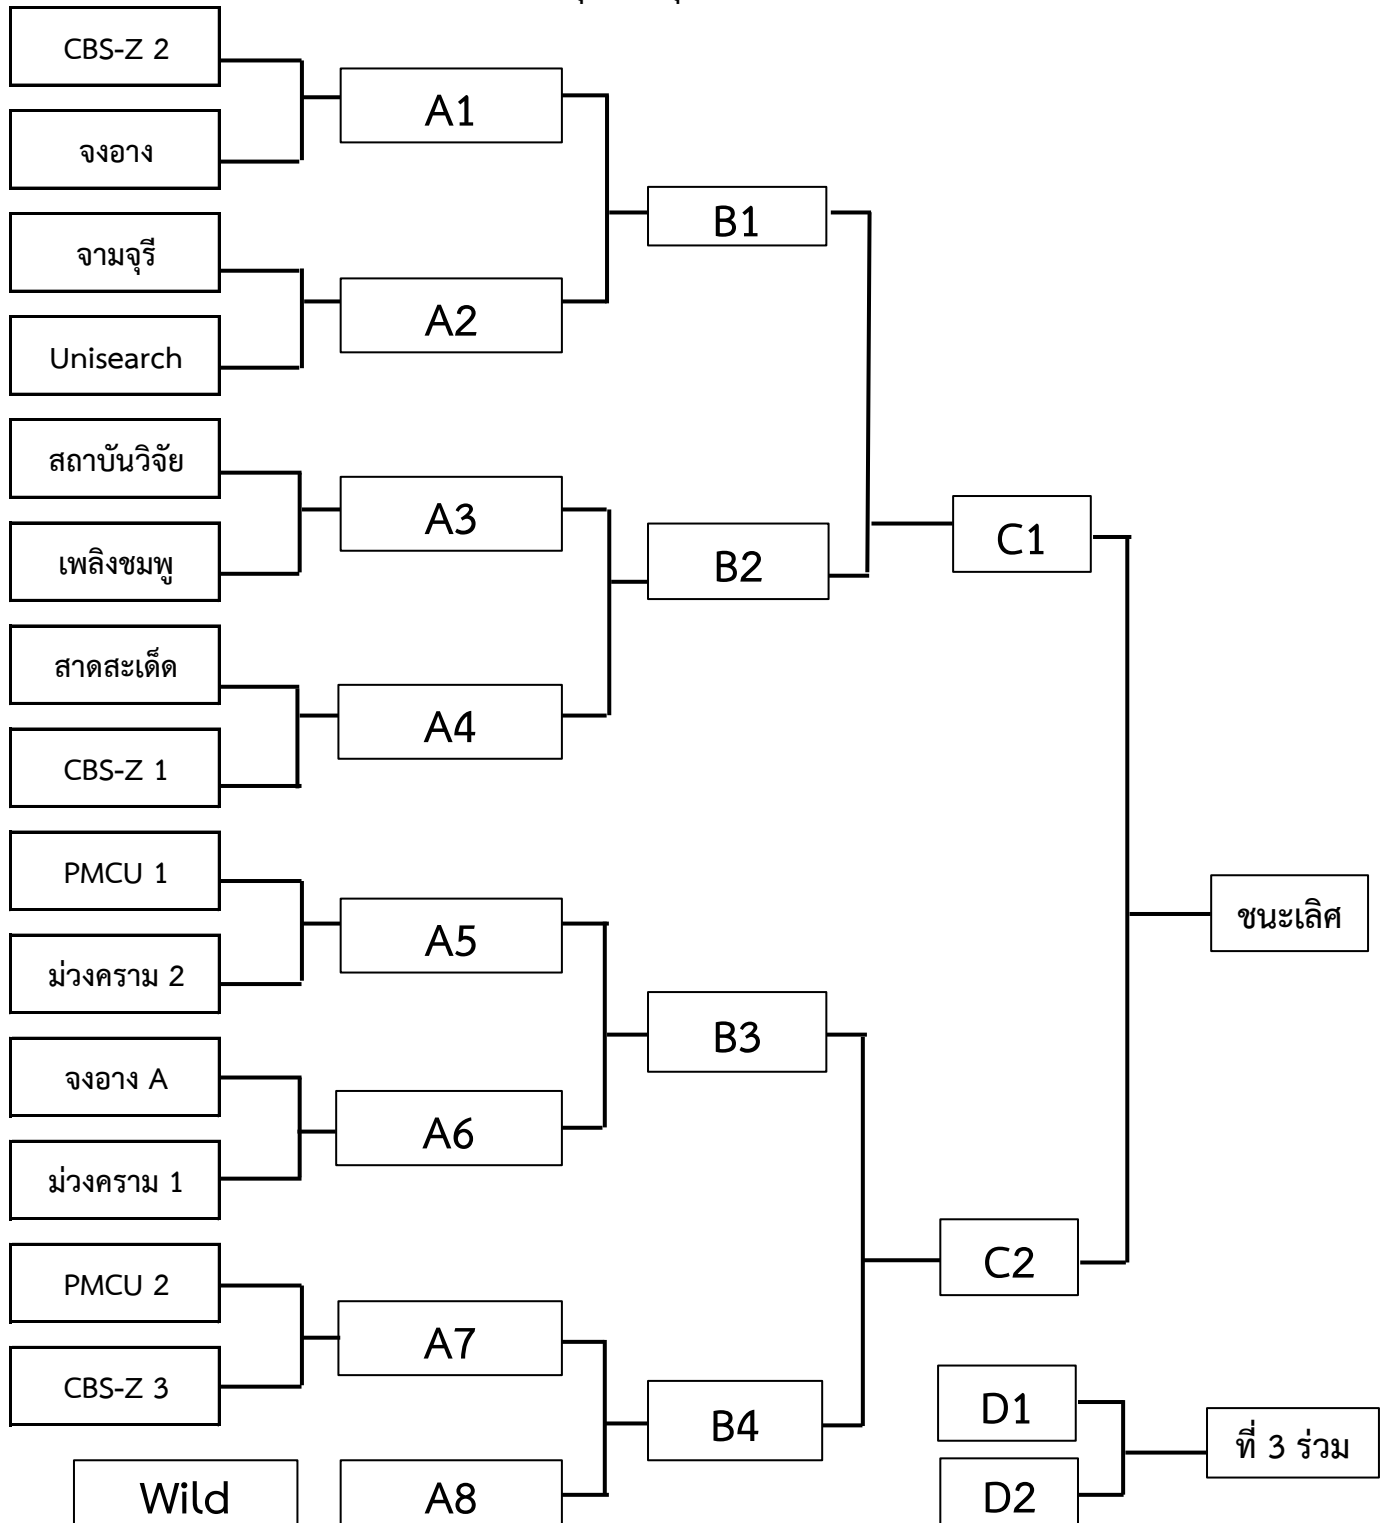 CBS-Z 2
จงอาง
จามจุรี
Unisearch
สถาบันวิจัย
เพลิงชมพู
สาดสะเด็ด
CBS-Z 1
PMCU 1
ม่วงคราม 2
จงอาง A
ม่วงคราม 1
PMCU 2
CBS-Z 3
Wild
A1
A2
A3
A4
A5
A6
A7
A8
B1
B2
B3
B4
C1
C2
D1
D2
ชนะเลิศ
ที่ 3 ร่วม